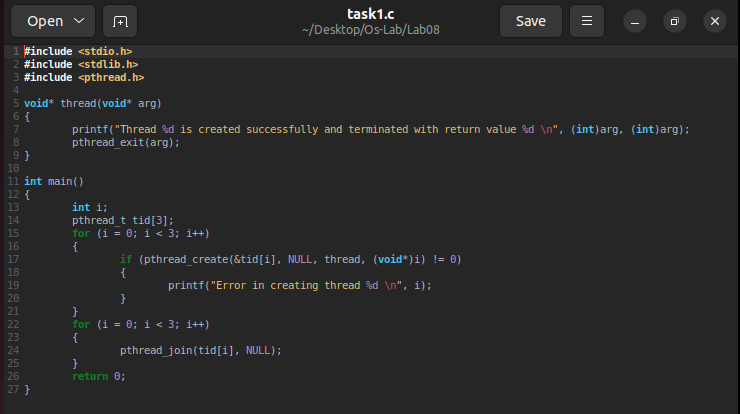 Open
task1.c
~/Desktop/Os-Lab/Lab08
Save
1 #include <stdio.h>
2 #include <stdlib.h>
3 #include <pthread.h>
4
5 void* thread(void* arg)
6 {
7         printf("Thread %d is created successfully and terminated with return value %d \n", (int)arg, (int)arg);
8         pthread_exit(arg);
9 }
10
11 int main()
12 {
13         int i;
14         pthread_t tid[3];
15         for (i = 0; i < 3; i++)
16         {
17                 if (pthread_create(&tid[i], NULL, thread, (void*)i) != 0)
18                 {
19                         printf("Error in creating thread %d \n", i);
20                 }
21         }
22         for (i = 0; i < 3; i++)
23         {
24                 pthread_join(tid[i], NULL);
25         }
26         return 0;
27 }